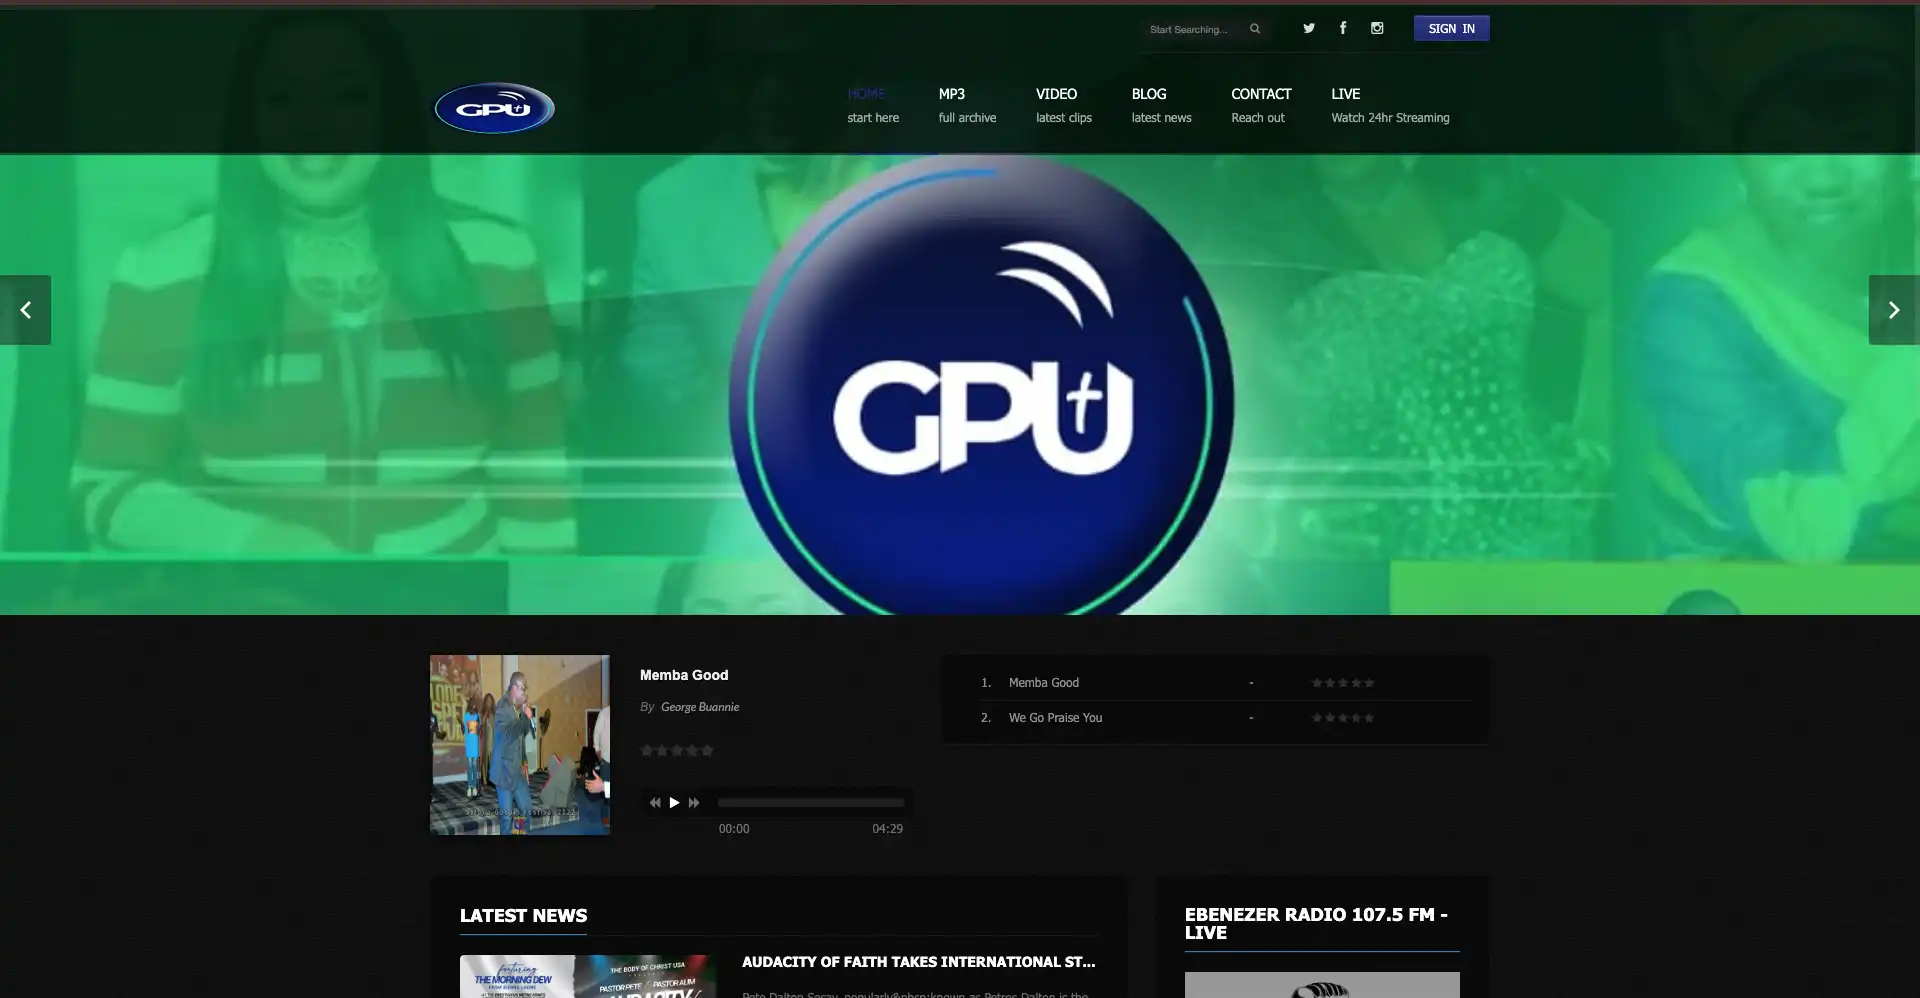 Start Searching...
SIGN IN
GPU
HOME
MP3
VIDEO
BLOG
CONTACT
LIVE
start here
full archive
latest clips
latest news
Reach out
Watch 24hr Streaming
GPU
Memba Good
By George Buannie
00:00
04:29
1. Memba Good -
2. We Go Praise You -
LATEST NEWS
featuring
THE MORNING DEW
THE BODY OF CHRIST USA
PASTOR PETE
PASTOR ALIM
AUDACITY
AUDACITY OF FAITH TAKES INTERNATIONAL ST...
Pete Dalton Sesay, popularly&nbsp;known as Petros Dalton is the
EBENEZER RADIO 107.5 FM -
LIVE